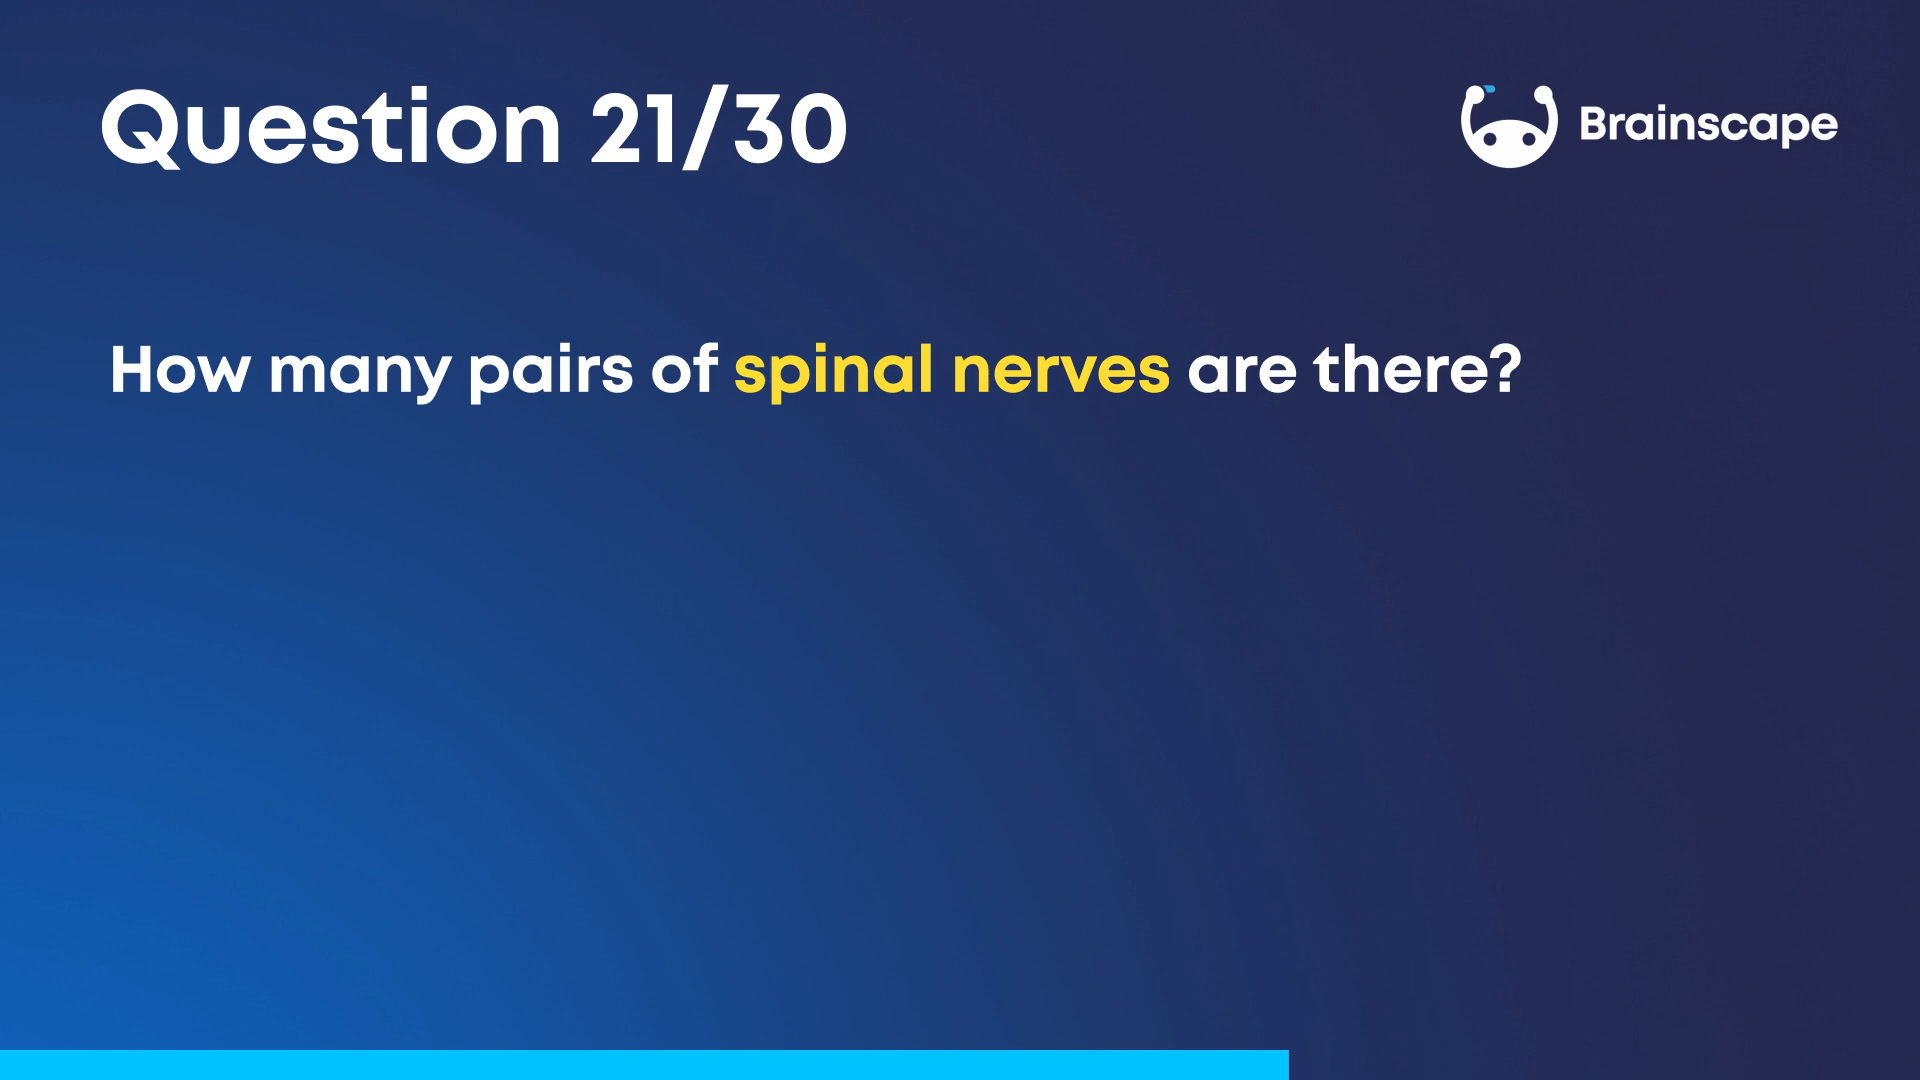 Question 21/30
Brainscape
How many pairs of spinal nerves are there?